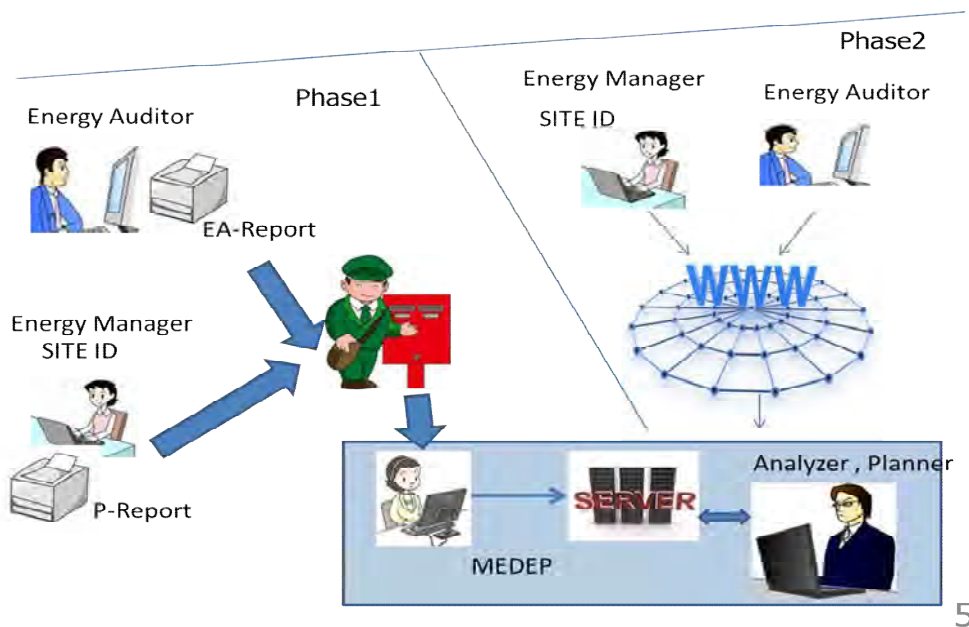 Phase1
Energy Auditor
EA-Report
Energy Manager
SITE ID
P-Report
Phase2
Energy Manager
SITE ID
Energy Auditor
WWW
SERVER
MEDEP
Analyzer , Planner
5